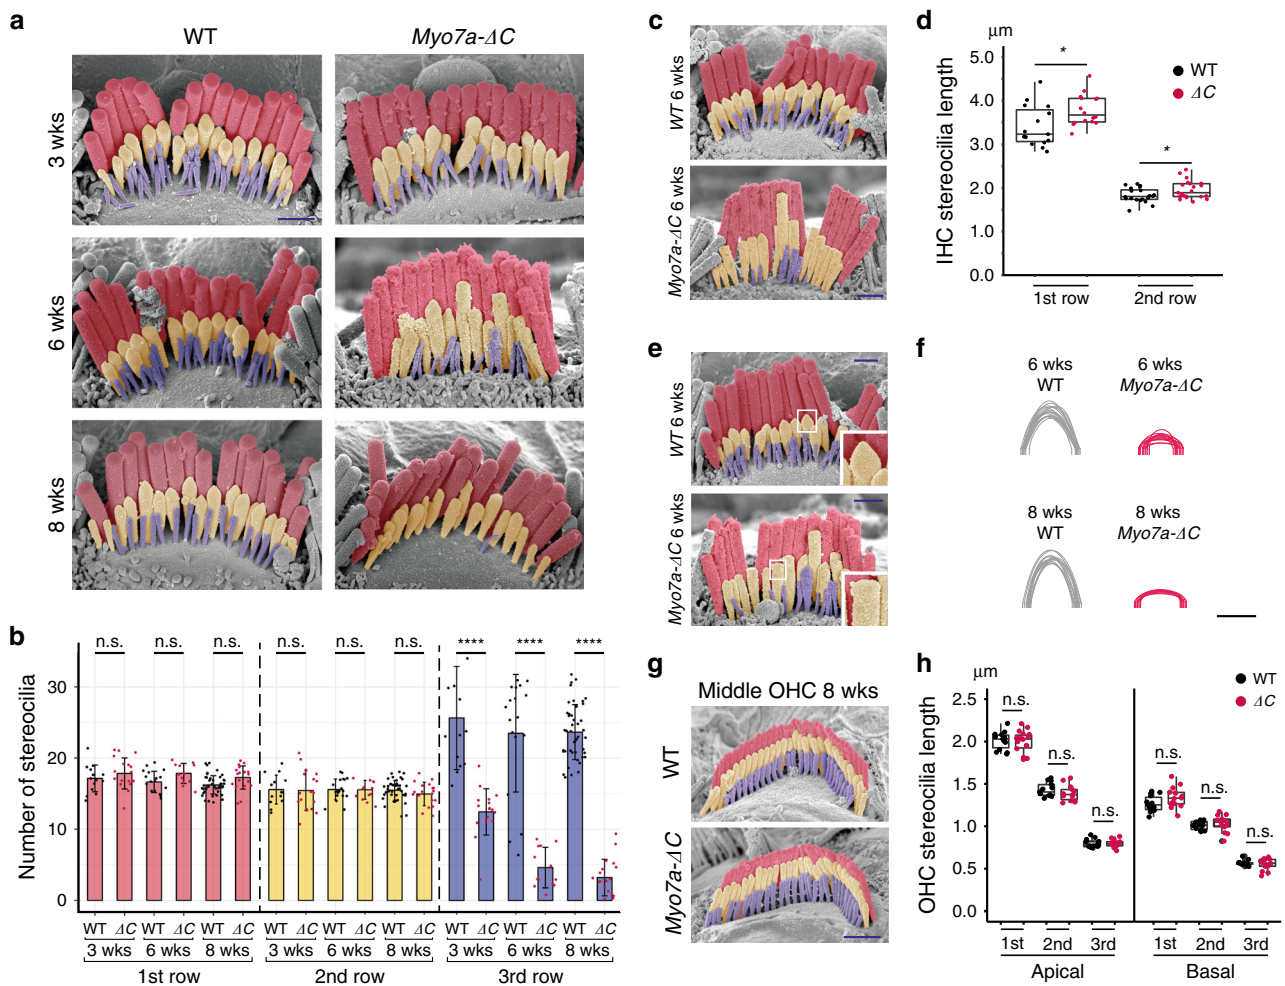 a
WT
Myo7a-ΔC
3 wks
6 wks
8 wks
b
Number of stereocilia
30
20
10
0
n.s.
n.s.
n.s.
n.s.
n.s.
n.s.
****
****
****
WT ΔC WT ΔC WT ΔC WT ΔC WT ΔC WT ΔC WT ΔC WT ΔC WT ΔC
3 wks 6 wks 8 wks 3 wks 6 wks 8 wks 3 wks 6 wks 8 wks
1st row 2nd row 3rd row
c
WT 6 wks
Myo7a-ΔC 6 wks
d
μm
IHC stereocilia length
5.0
4.0
3.0
2.0
1.0
0.0
*
*
WT
ΔC
1st row 2nd row
e
WT 6 wks
Myo7a-ΔC 6 wks
f
6 wks
WT
6 wks
Myo7a-ΔC
8 wks
WT
8 wks
Myo7a-ΔC
g
Middle OHC 8 wks
WT
Myo7a-ΔC
h
μm
OHC stereocilia length
2.5
2.0
1.5
1.0
0.5
0.0
n.s.
n.s.
n.s.
n.s.
n.s.
n.s.
WT
ΔC
1st 2nd 3rd 1st 2nd 3rd
Apical Basal